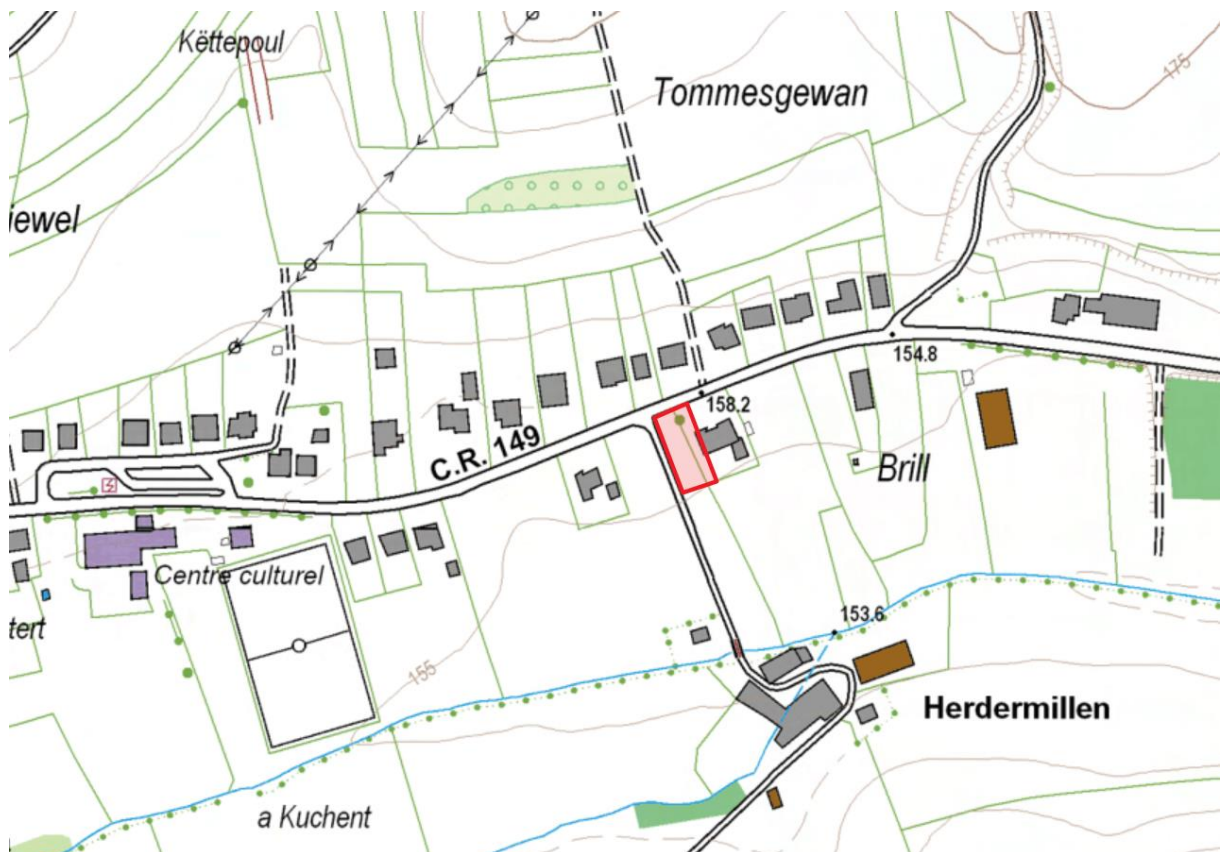 Këttepoul
Tommesgewan
175
iewel
154.8
158.2
C.R. 149
Brill
Centre culturel
153.6
tert
155
Herdermillen
a Kuchent